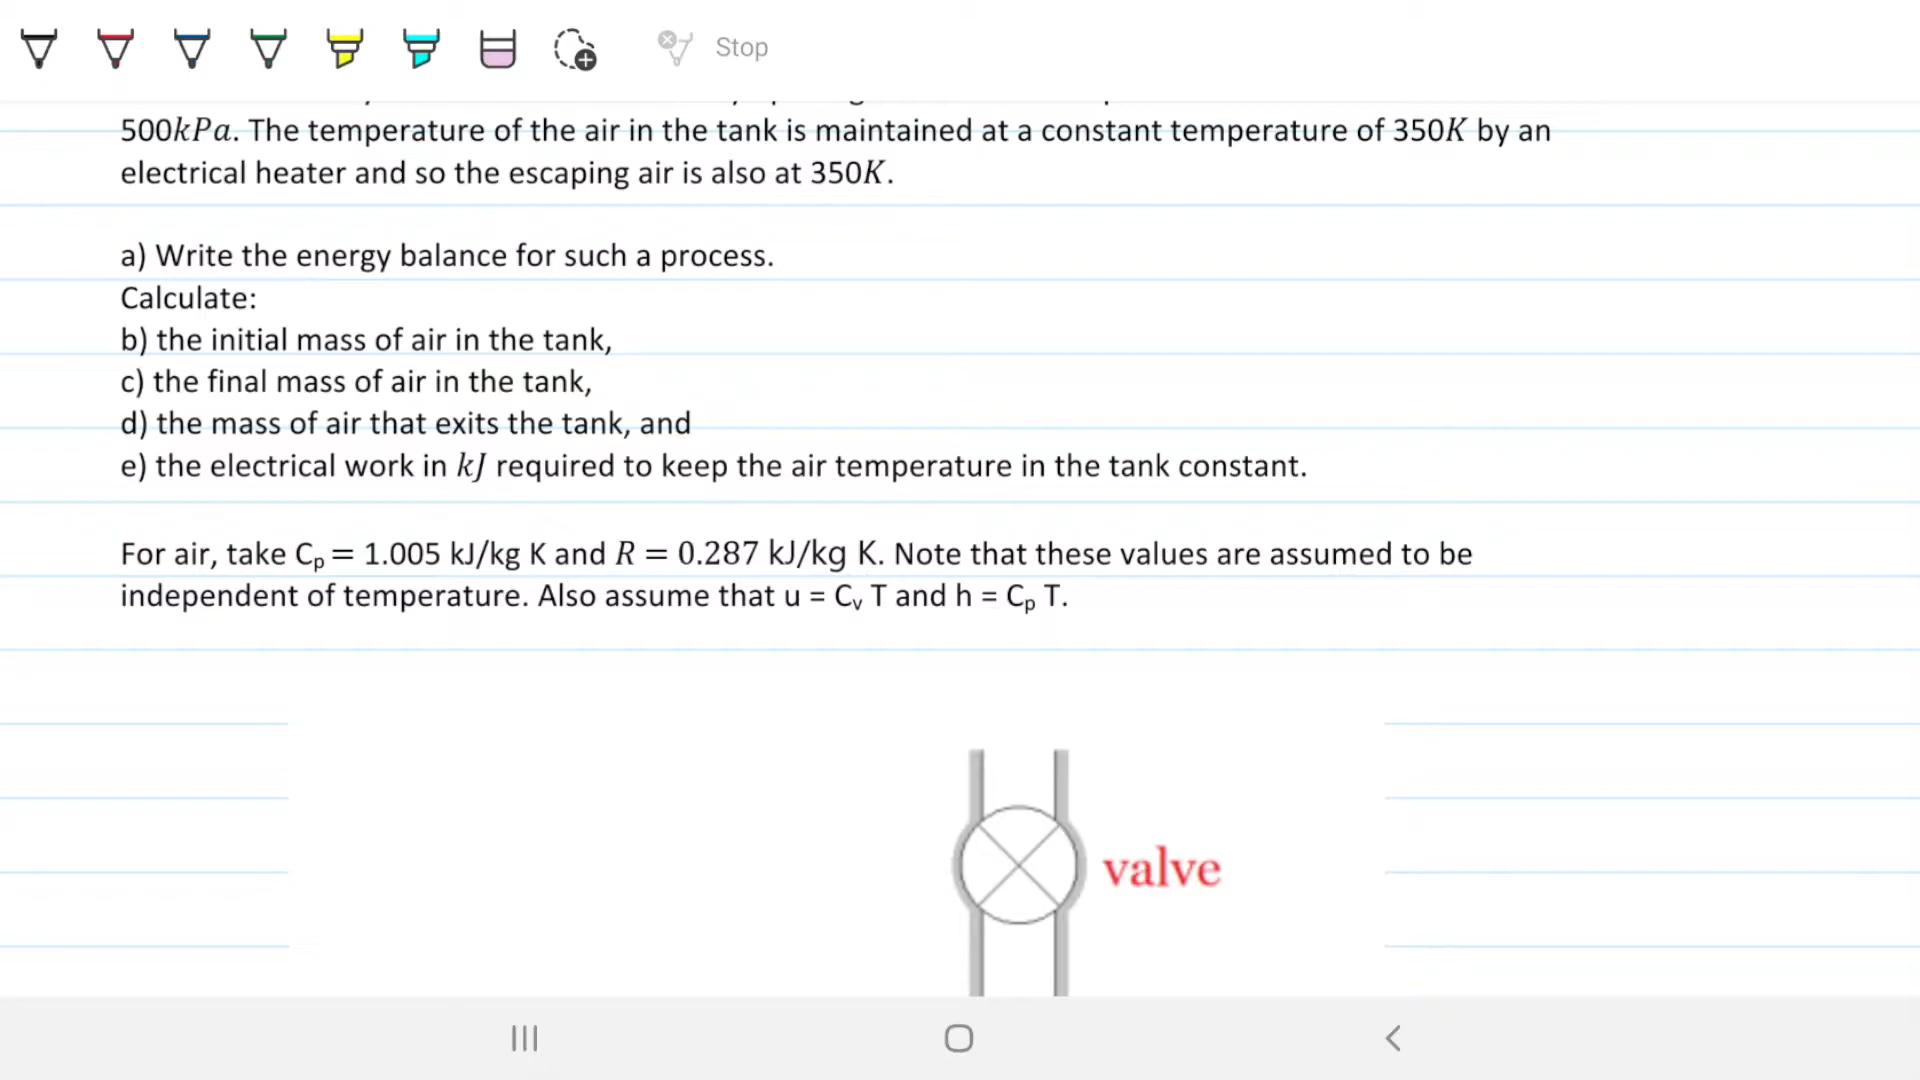 Stop
500kPa. The temperature of the air in the tank is maintained at a constant temperature of 350K by an
electrical heater and so the escaping air is also at 350K.
a) Write the energy balance for such a process.
Calculate:
b) the initial mass of air in the tank,
c) the final mass of air in the tank,
d) the mass of air that exits the tank, and
e) the electrical work in kJ required to keep the air temperature in the tank constant.
For air, take Cₚ = 1.005 kJ/kg K and R = 0.287 kJ/kg K. Note that these values are assumed to be
independent of temperature. Also assume that u = Cᵥ T and h = Cₚ T.
valve